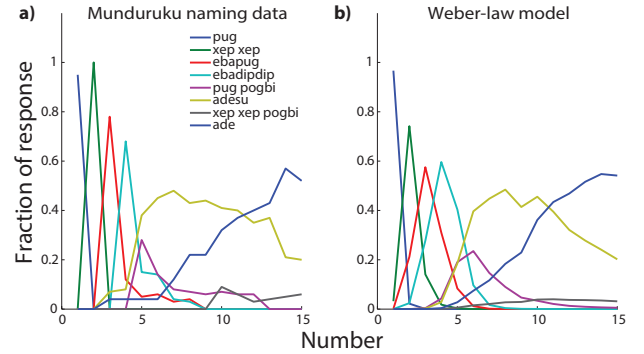 a) Munduruku naming data
b) Weber-law model
pug
xep xep
ebapug
ebadipdip
pug pogbi
adesu
xep xep pogbi
ade
Fraction of response
1
0.8
0.6
0.4
0.2
0
0 5 10 15
1
0.8
0.6
0.4
0.2
0
0 5 10 15
Number